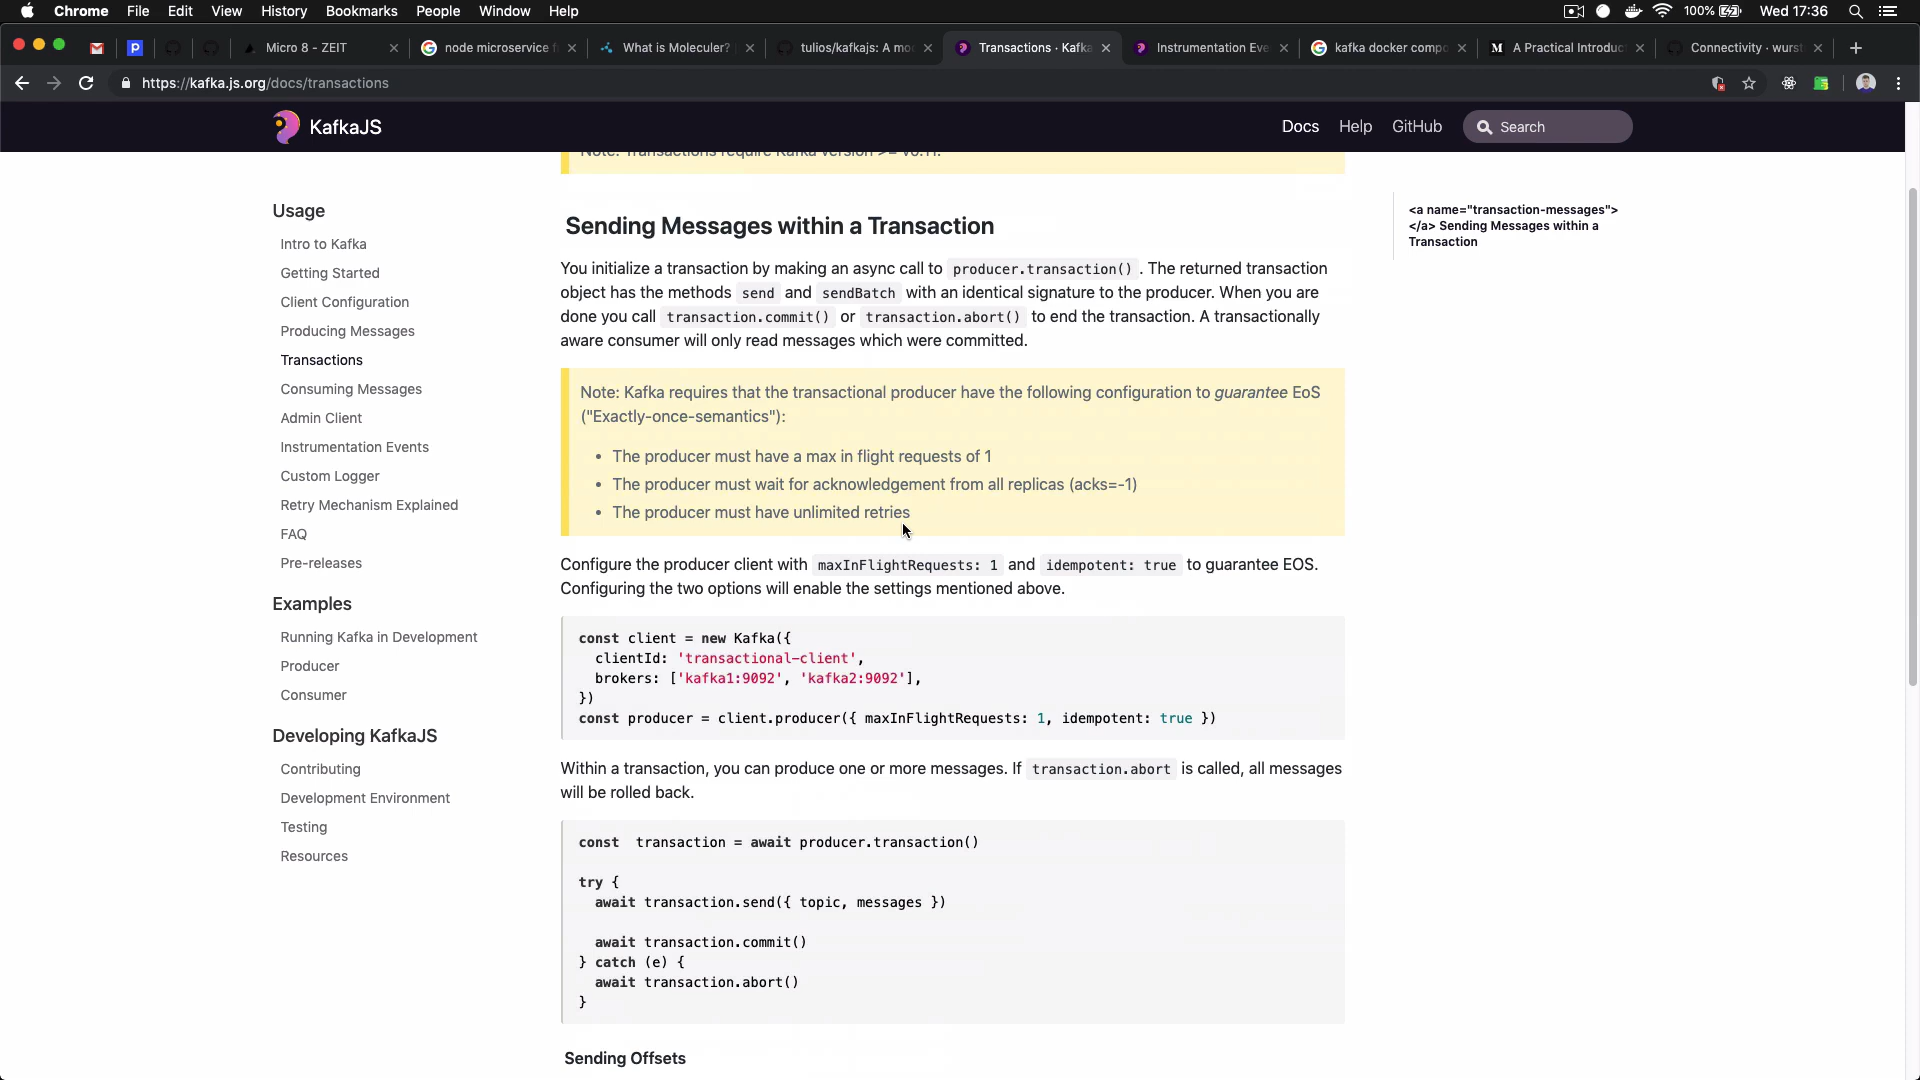 Chrome File Edit View History Bookmarks People Window Help 100% Wed 17:36
Micro 8 - ZEIT
node microservice f
What is Moleculer?
tulios/kafkajs: A mo
Transactions · Kafka
Instrumentation Eve
kafka docker compo
A Practical Introduc
Connectivity · wurst
https://kafka.js.org/docs/transactions
KafkaJS
Docs Help GitHub Search
Note: Transactions require Kafka version >= v0.11.
Usage
Intro to Kafka
Getting Started
Client Configuration
Producing Messages
Transactions
Consuming Messages
Admin Client
Instrumentation Events
Custom Logger
Retry Mechanism Explained
FAQ
Pre-releases
Examples
Running Kafka in Development
Producer
Consumer
Developing KafkaJS
Contributing
Development Environment
Testing
Resources
Sending Messages within a Transaction
You initialize a transaction by making an async call to producer.transaction() . The returned transaction
object has the methods send and sendBatch with an identical signature to the producer. When you are
done you call transaction.commit() or transaction.abort() to end the transaction. A transactionally
aware consumer will only read messages which were committed.
Note: Kafka requires that the transactional producer have the following configuration to guarantee EoS
("Exactly-once-semantics"):
• The producer must have a max in flight requests of 1
• The producer must wait for acknowledgement from all replicas (acks=-1)
• The producer must have unlimited retries
Configure the producer client with maxInFlightRequests: 1 and idempotent: true to guarantee EOS.
Configuring the two options will enable the settings mentioned above.
const client = new Kafka({
  clientId: 'transactional-client',
  brokers: ['kafka1:9092', 'kafka2:9092'],
})
const producer = client.producer({ maxInFlightRequests: 1, idempotent: true })
Within a transaction, you can produce one or more messages. If transaction.abort is called, all messages
will be rolled back.
const  transaction = await producer.transaction()
try {
  await transaction.send({ topic, messages })
  await transaction.commit()
} catch (e) {
  await transaction.abort()
}
Sending Offsets
<a name="transaction-messages">
</a> Sending Messages within a
Transaction